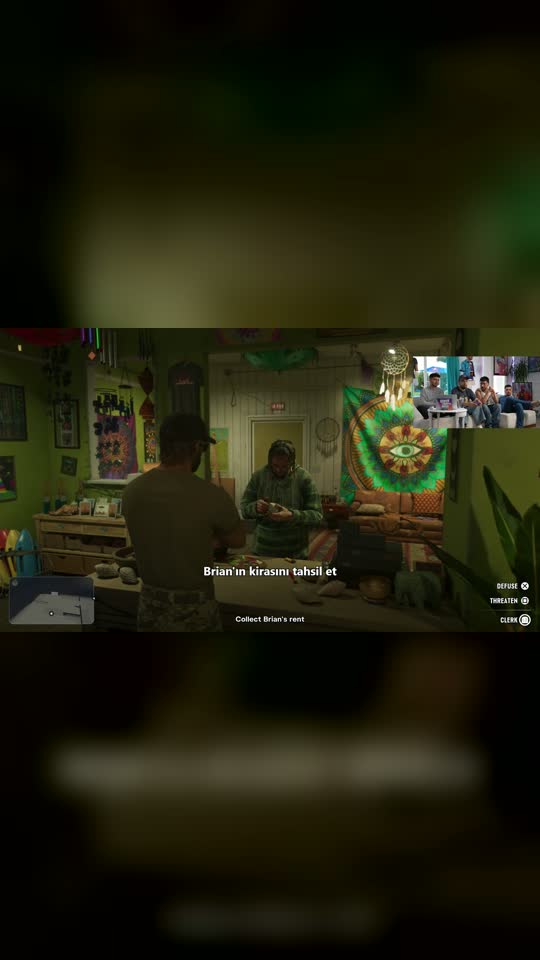 Brian'ın kirasını tahsil et
Collect Brian's rent
DEFUSE
THREATEN
CLERK